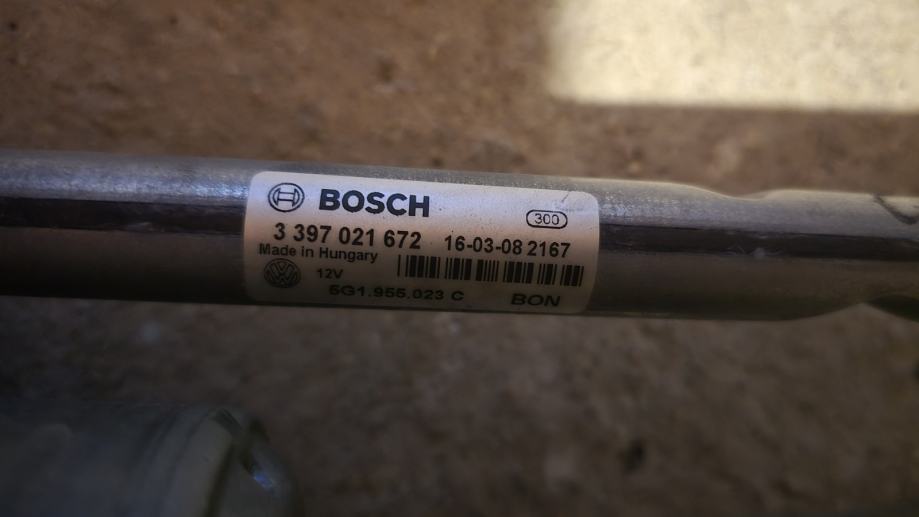 BOSCH
300
3 397 021 672 16-03-08 2167
Made in Hungary
12V
5G1.955.023 C BON